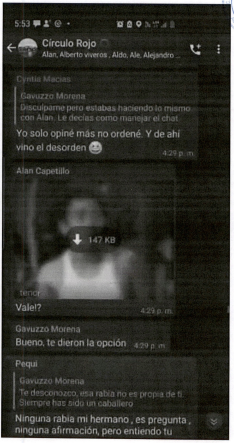 5:53
Círculo Rojo
Alan, Alberto viveros , Aldo, Ale, Alejandro ...
Cyntia Macías
Gavuzzo Morena
Discúlpame pero estabas haciendo lo mismo
con Alan. Le decías como manejar el chat
Yo solo opiné más no ordené. Y de ahí
vino el desorden 😄
4:29 p. m.
Alan Capetillo
147 KB
tenor
Vale!?
4:29 p. m.
Gavuzzo Morena
Bueno, te dieron la opción 4:29 p. m.
Pequi
Gavuzzo Morena
Te desconozco, esa rabia no es propia de ti
Siempre has sido un caballero
Ninguna rabia mi hermano , es pregunta ,
ninguna afirmación, pero entiendo tu